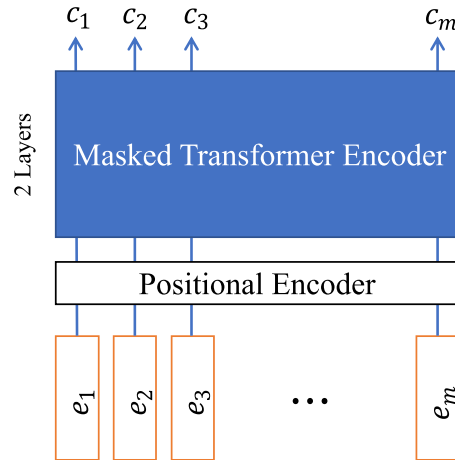 c₁ c₂ c₃ cₘ
2 Layers
Masked Transformer Encoder
Positional Encoder
e₁ e₂ e₃ ... eₘ